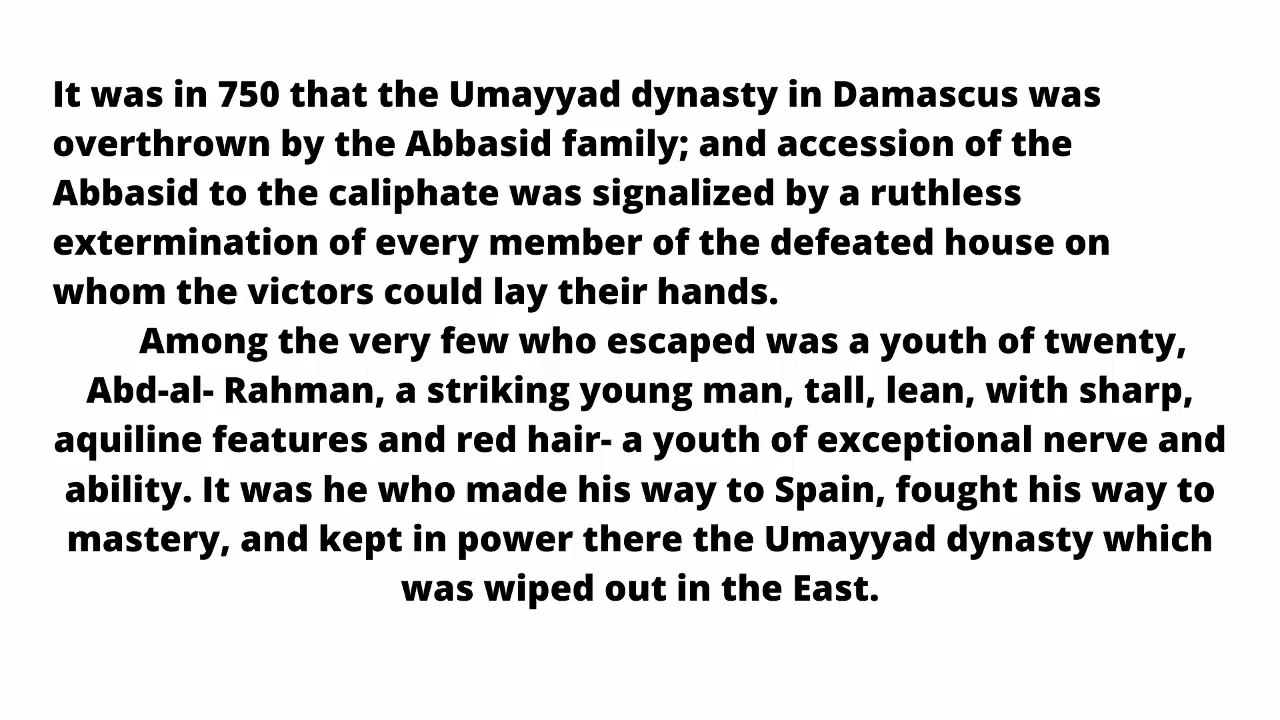 It was in 750 that the Umayyad dynasty in Damascus was
overthrown by the Abbasid family; and accession of the
Abbasid to the caliphate was signalized by a ruthless
extermination of every member of the defeated house on
whom the victors could lay their hands.
Among the very few who escaped was a youth of twenty,
Abd-al- Rahman, a striking young man, tall, lean, with sharp,
aquiline features and red hair- a youth of exceptional nerve and
ability. It was he who made his way to Spain, fought his way to
mastery, and kept in power there the Umayyad dynasty which
was wiped out in the East.